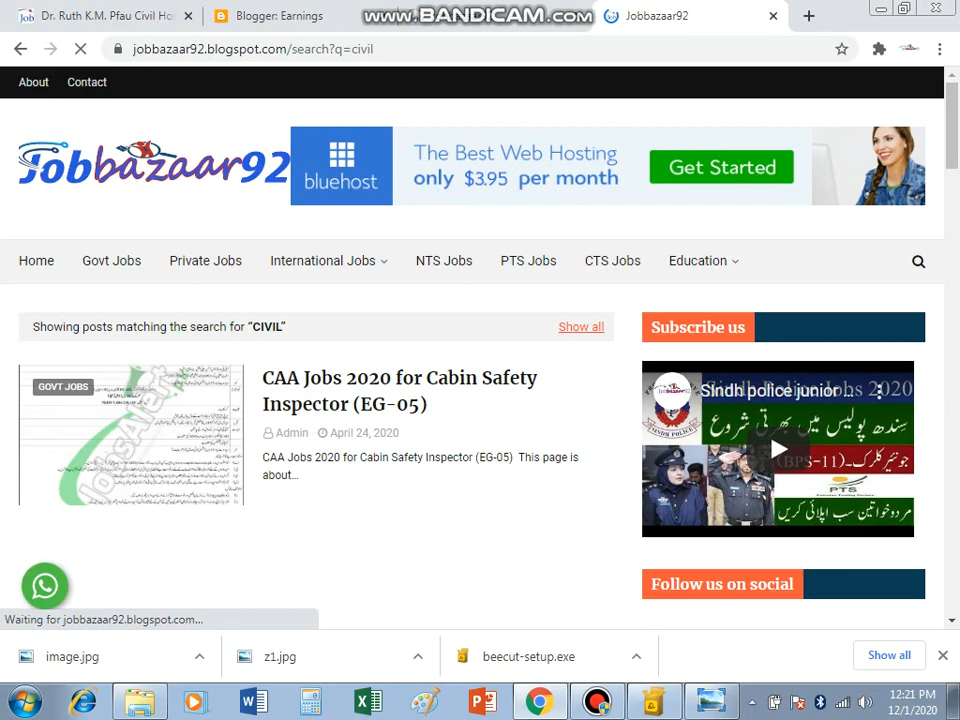 Dr. Ruth K.M. Pfau Civil Hos
Blogger: Earnings
WWW.BANDICAM.COM
Jobbazaar92
jobbazaar92.blogspot.com/search?q=civil
About Contact
Jobbazaar92
bluehost
The Best Web Hosting
only $3.95 per month
Get Started
Home Govt Jobs Private Jobs International Jobs NTS Jobs PTS Jobs CTS Jobs Education
Showing posts matching the search for "CIVIL" Show all
Subscribe us
GOVT JOBS
CAA Jobs 2020 for Cabin Safety
Inspector (EG-05)
Admin April 24, 2020
CAA Jobs 2020 for Cabin Safety Inspector (EG-05) This page is
about...
Sindh Police Jobs 2020
Sindh police junior ...
سندھ پولیس میں بھرتی شروع
جونیئر کلرک۔(BPS-11)
PTS
مرد و خواتین سب اپلائی کریں
Follow us on social
Waiting for jobbazaar92.blogspot.com...
image.jpg
z1.jpg
beecut-setup.exe
Show all
12:21 PM
12/1/2020